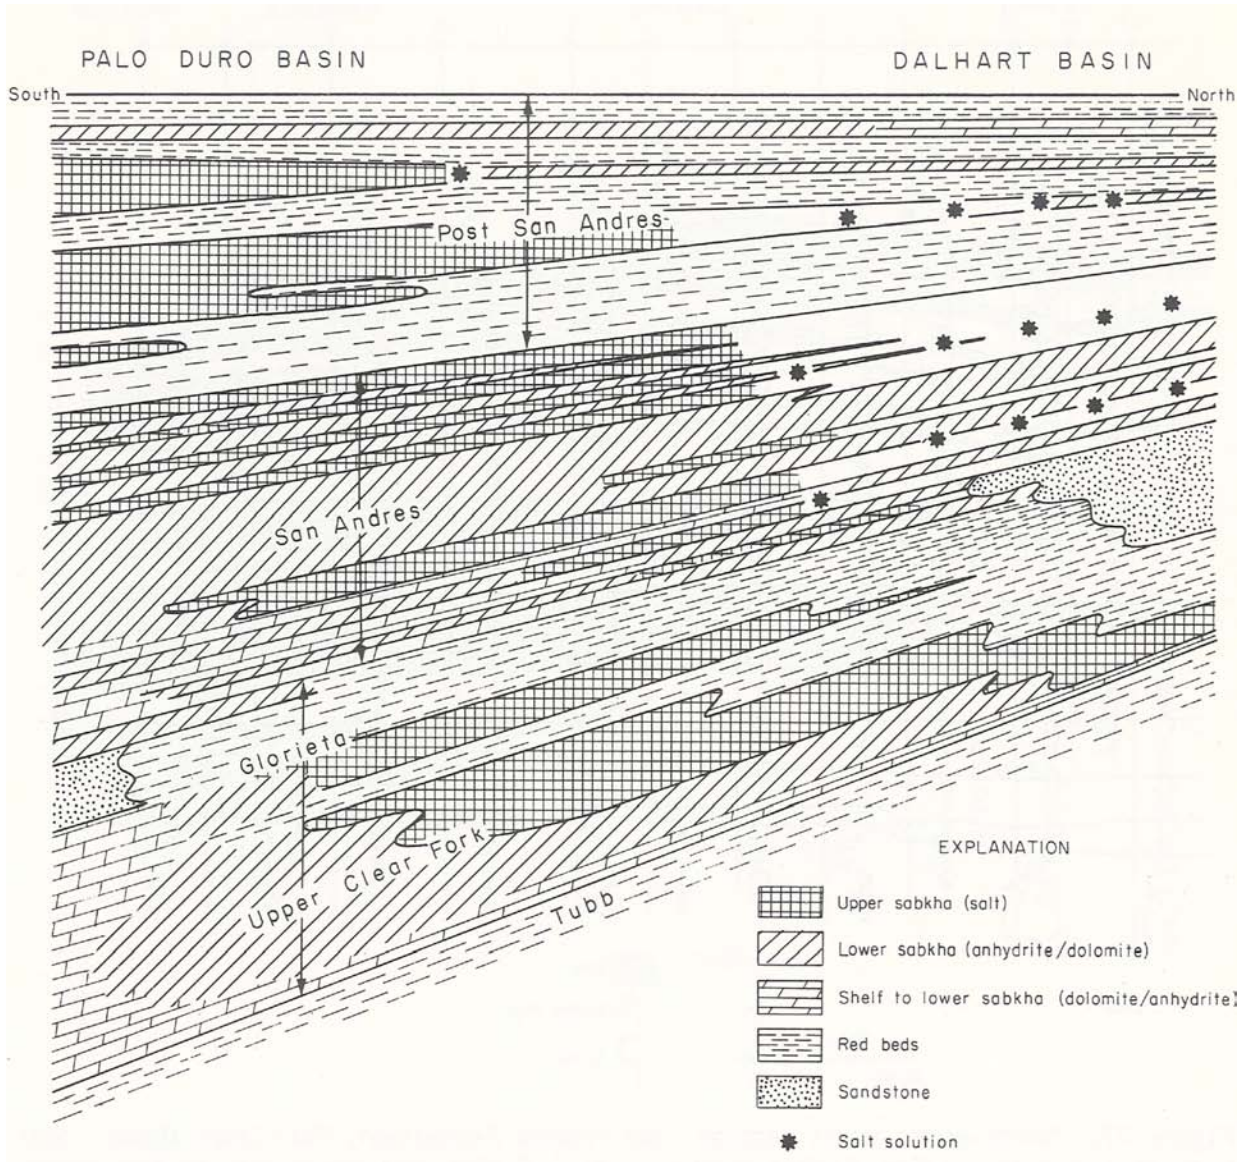 PALO DURO BASIN
DALHART BASIN
South
North
Post San Andres
San Andres
Glorieta
Upper Clear Fork
Tubb
EXPLANATION
Upper sabkha (salt)
Lower sabkha (anhydrite/dolomite)
Shelf to lower sabkha (dolomite/anhydrite)
Red beds
Sandstone
Salt solution